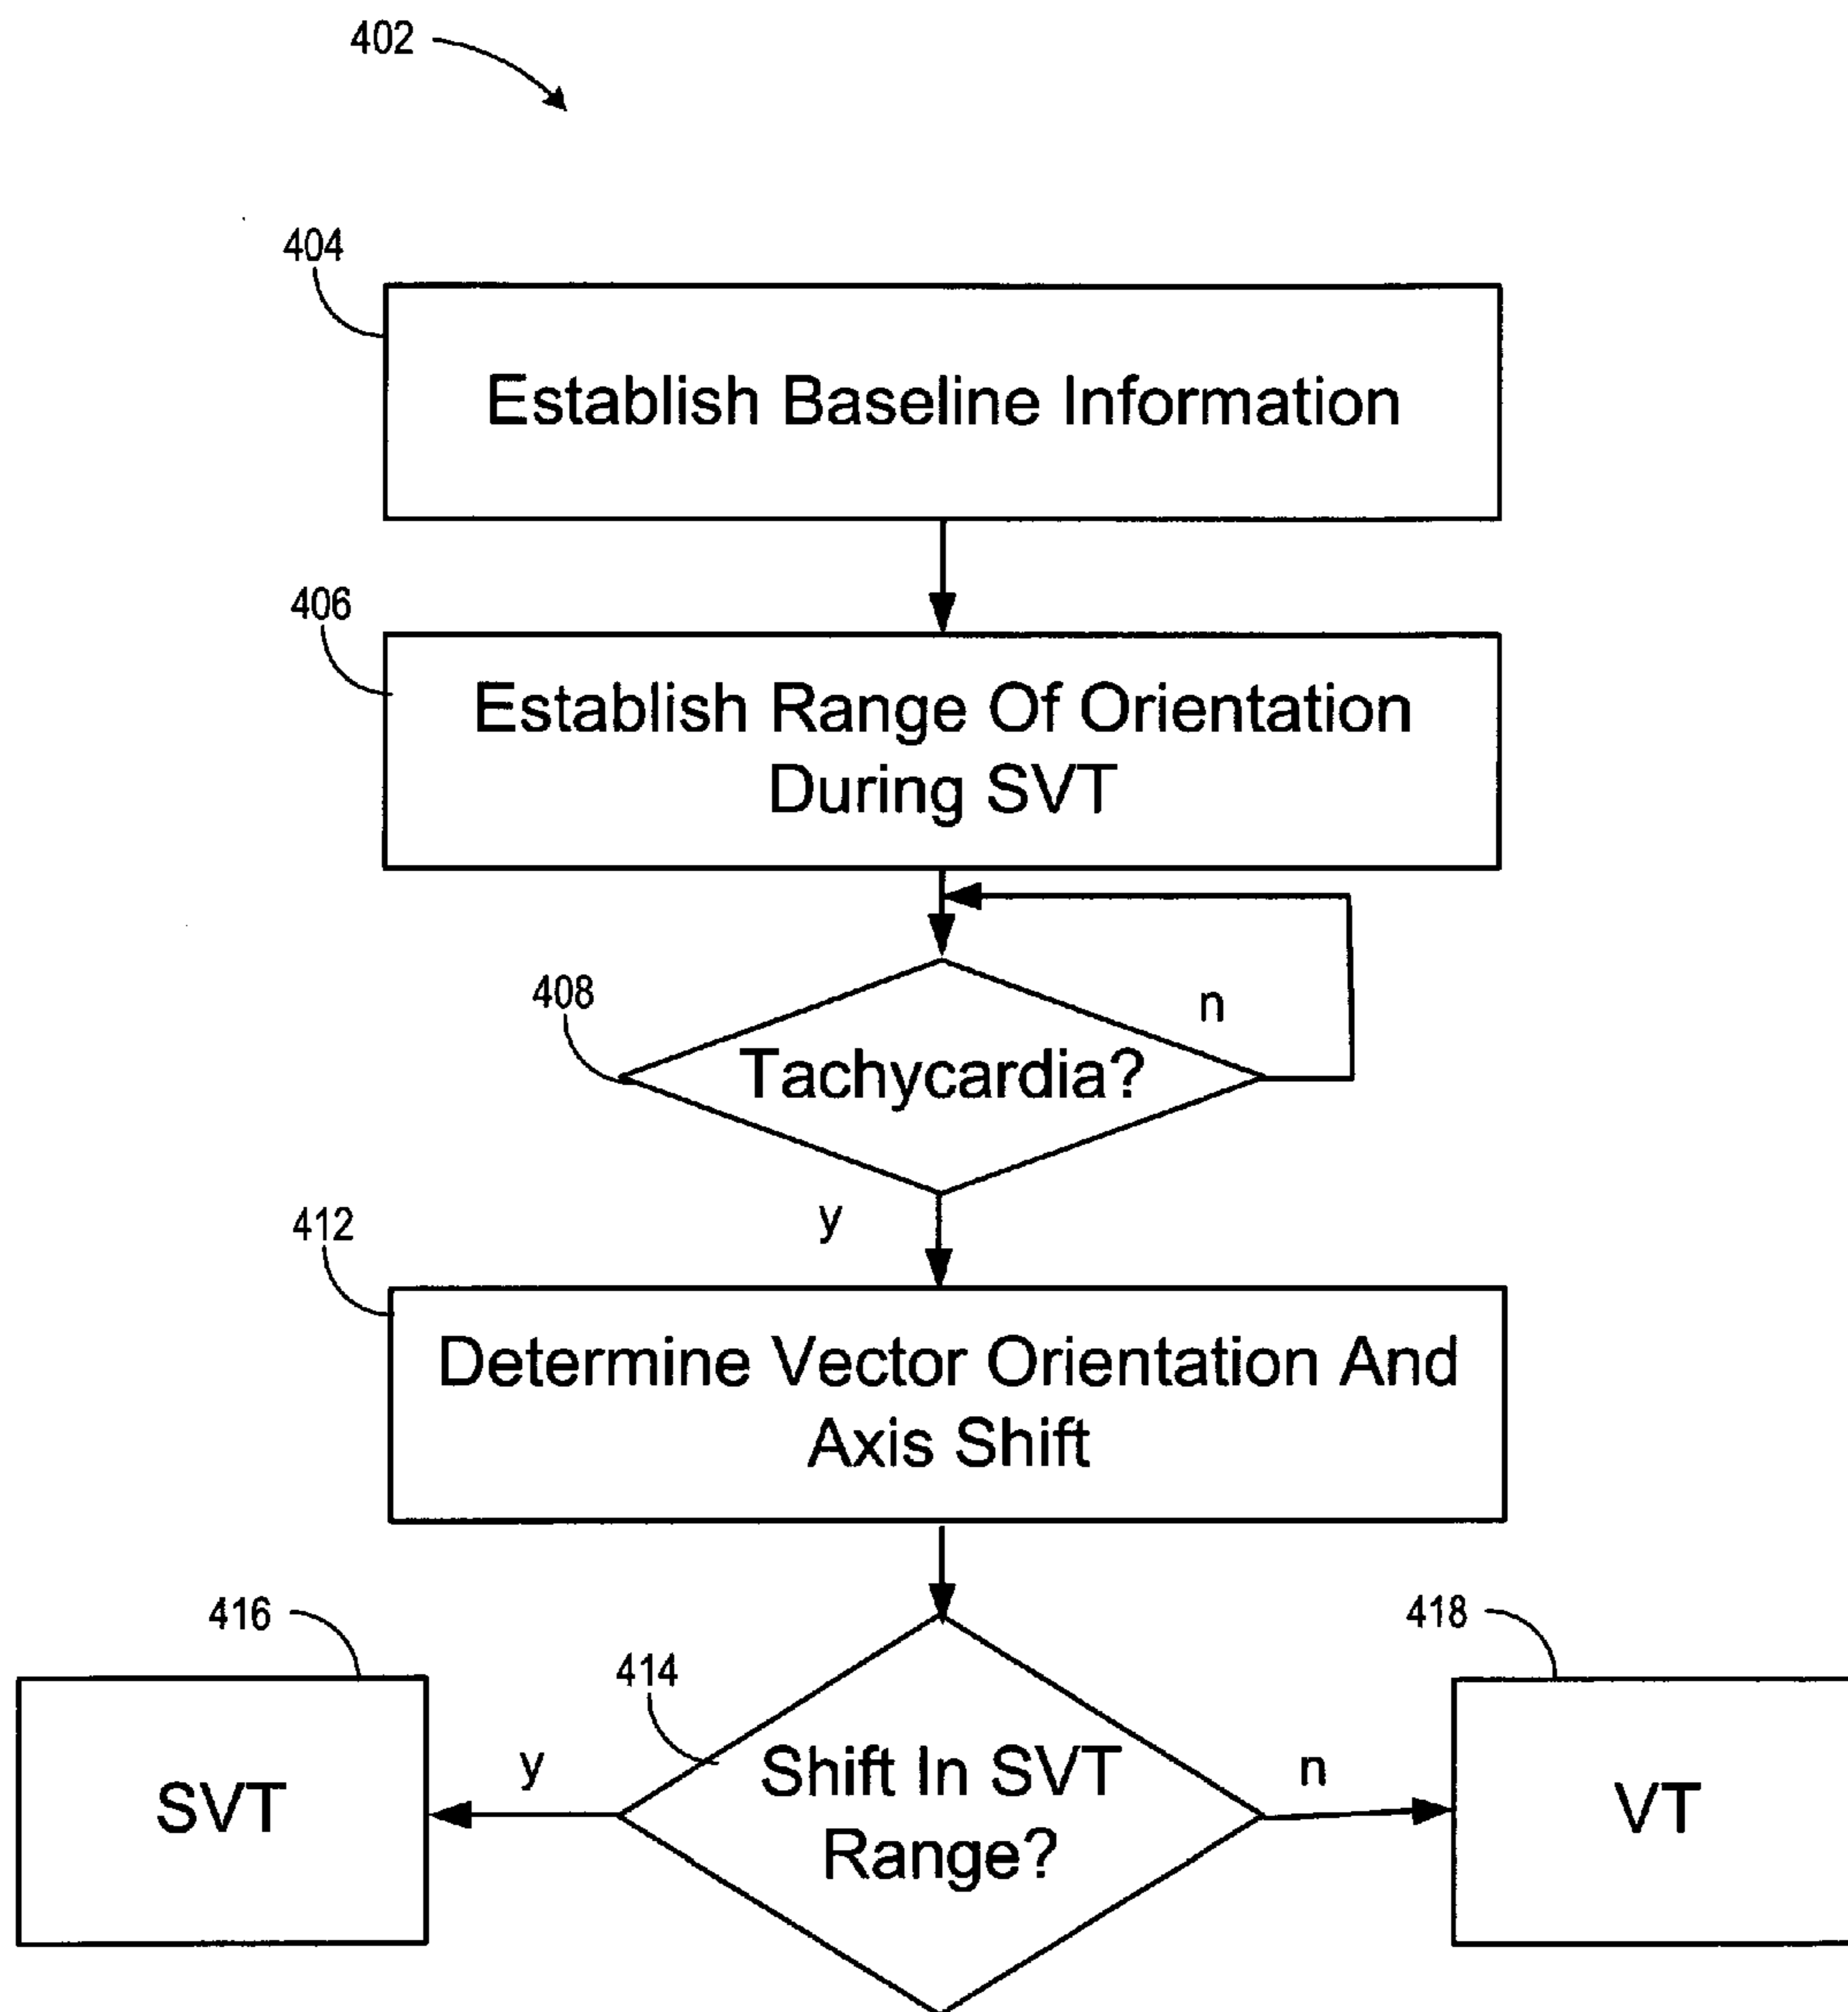 402
404
Establish Baseline Information
406
Establish Range Of Orientation
During SVT
408
Tachycardia?
n
y
412
Determine Vector Orientation And
Axis Shift
416
418
414
SVT
y
Shift In SVT
Range?
n
VT